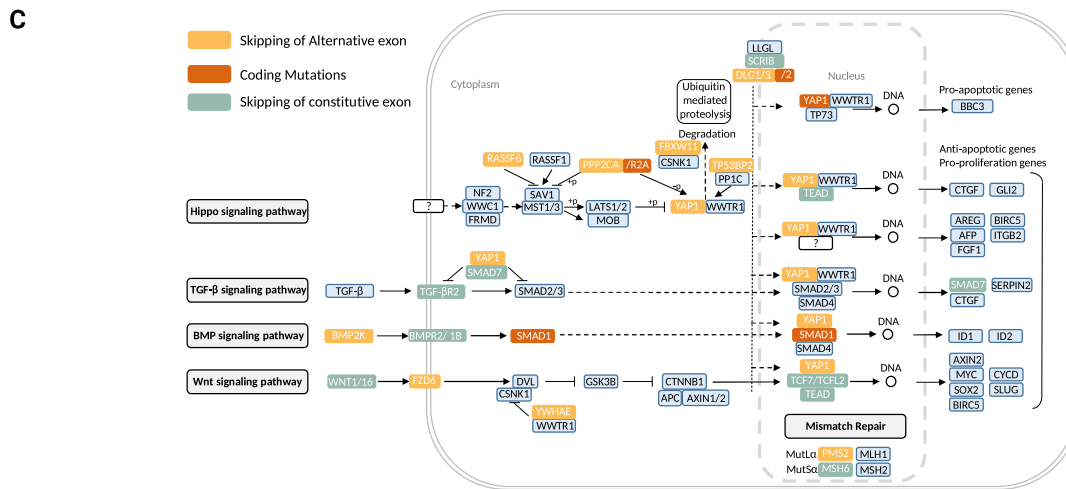 C
Skipping of Alternative exon
Coding Mutations
Skipping of constitutive exon
Cytoplasm
Nucleus
LLGL
SCRIB
DLG1/3 /2
Ubiquitin
mediated
proteolysis
Degradation
YAP1 WWTR1
TP73
DNA
Pro-apoptotic genes
BBC3
Anti-apoptotic genes
Pro-proliferation genes
Hippo signaling pathway
?
NF2
WWC1
FRMD
RASSF6
RASSF1
SAV1
MST1/3
+p
PPP2CA /R2A
+p
LATS1/2
MOB
+p
-p
FBXW11
CSNK1
TP53BP2
PP1C
YAP1 WWTR1
YAP1 WWTR1
TEAD
DNA
CTGF GLI2
YAP1 WWTR1
?
DNA
AREG BIRC5
AFP ITGB2
FGF1
TGF-β signaling pathway
TGF-β
TGF-βR2
YAP1
SMAD7
SMAD2/3
YAP1 WWTR1
SMAD2/3
SMAD4
DNA
SMAD7 SERPIN2
CTGF
BMP signaling pathway
BMP2K
BMPR2/ 1B
SMAD1
YAP1
SMAD1
SMAD4
DNA
ID1 ID2
Wnt signaling pathway
WNT1/16
FZD6
DVL
CSNK1
YWHAE
WWTR1
GSK3B
CTNNB1
APC AXIN1/2
YAP1
TCF7/TCFL2
TEAD
DNA
AXIN2
MYC CYCD
SOX2 SLUG
BIRC5
Mismatch Repair
MutLα PMS2 MLH1
MutSα MSH6 MSH2